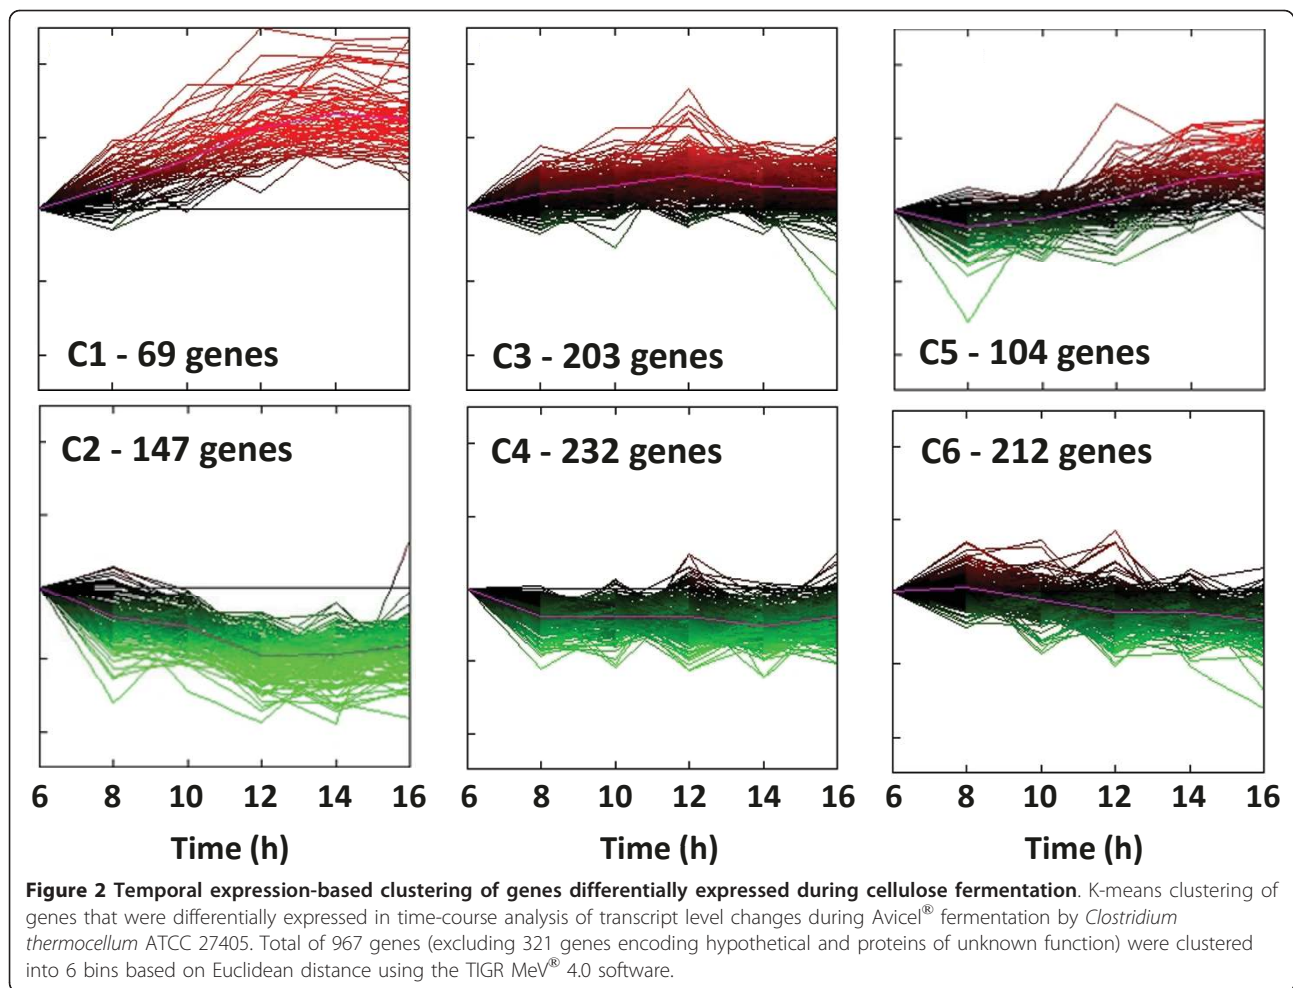 C1 - 69 genes
C3 - 203 genes
C5 - 104 genes
C2 - 147 genes
C4 - 232 genes
C6 - 212 genes
6 8 10 12 14 16
6 8 10 12 14 16
6 8 10 12 14 16
Time (h)
Time (h)
Time (h)
Figure 2 Temporal expression-based clustering of genes differentially expressed during cellulose fermentation. K-means clustering of
genes that were differentially expressed in time-course analysis of transcript level changes during Avicel® fermentation by Clostridium
thermocellum ATCC 27405. Total of 967 genes (excluding 321 genes encoding hypothetical and proteins of unknown function) were clustered
into 6 bins based on Euclidean distance using the TIGR MeV® 4.0 software.